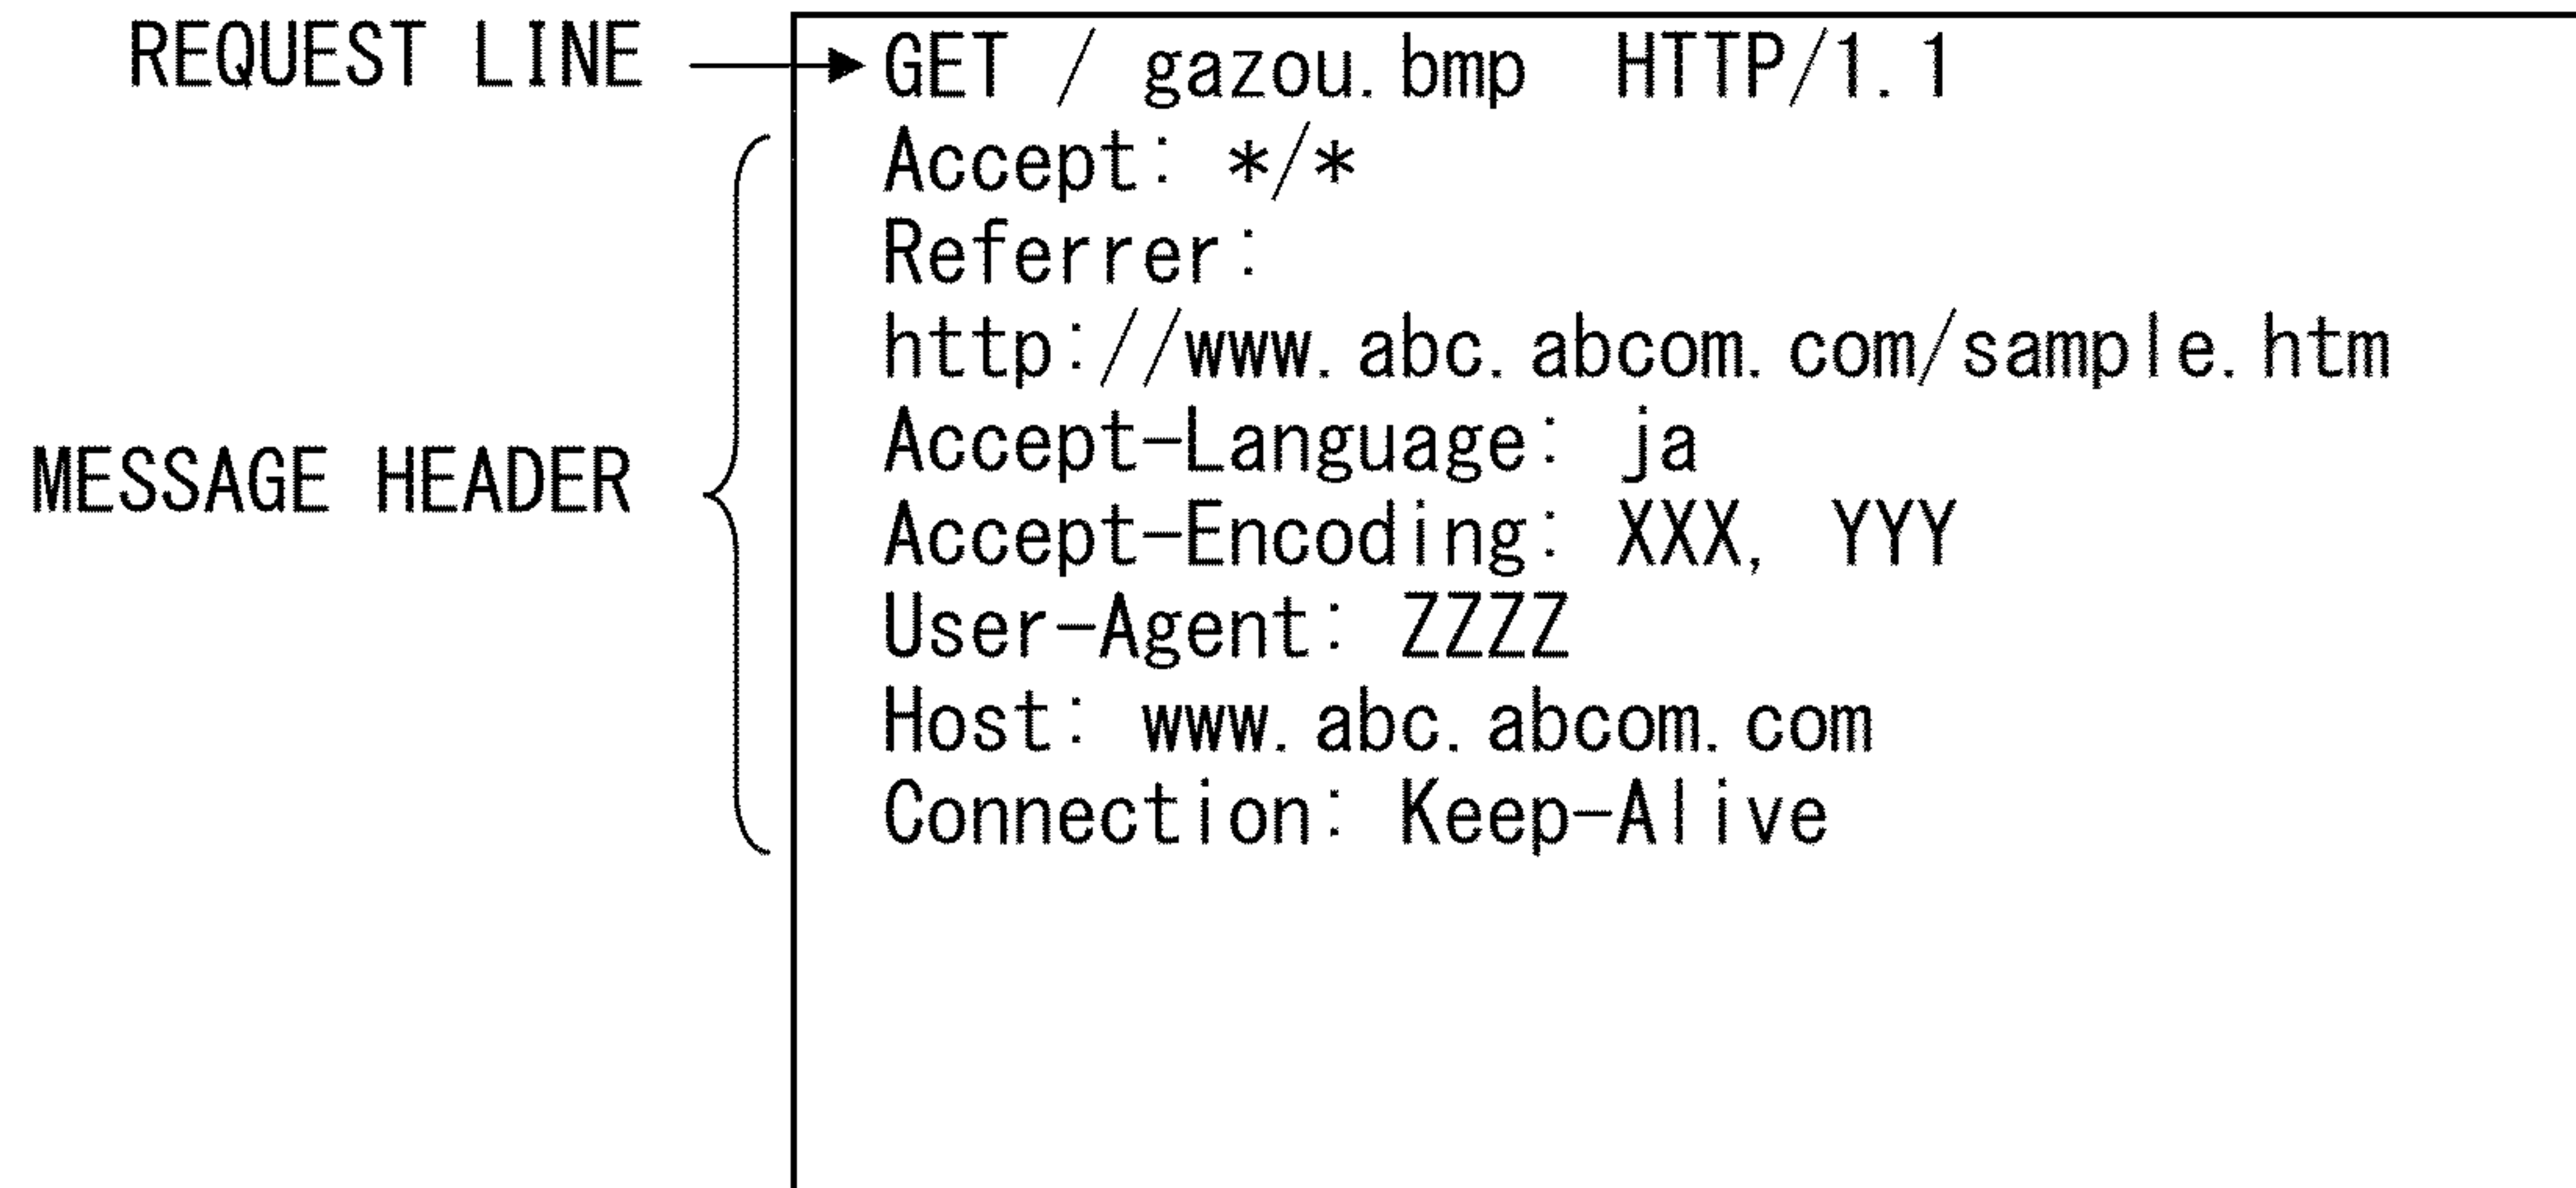 REQUEST LINE
GET / gazou.bmp HTTP/1.1
Accept: */*
Referrer:
http://www.abc.abcom.com/sample.htm
MESSAGE HEADER
Accept-Language: ja
Accept-Encoding: XXX, YYY
User-Agent: ZZZZ
Host: www.abc.abcom.com
Connection: Keep-Alive